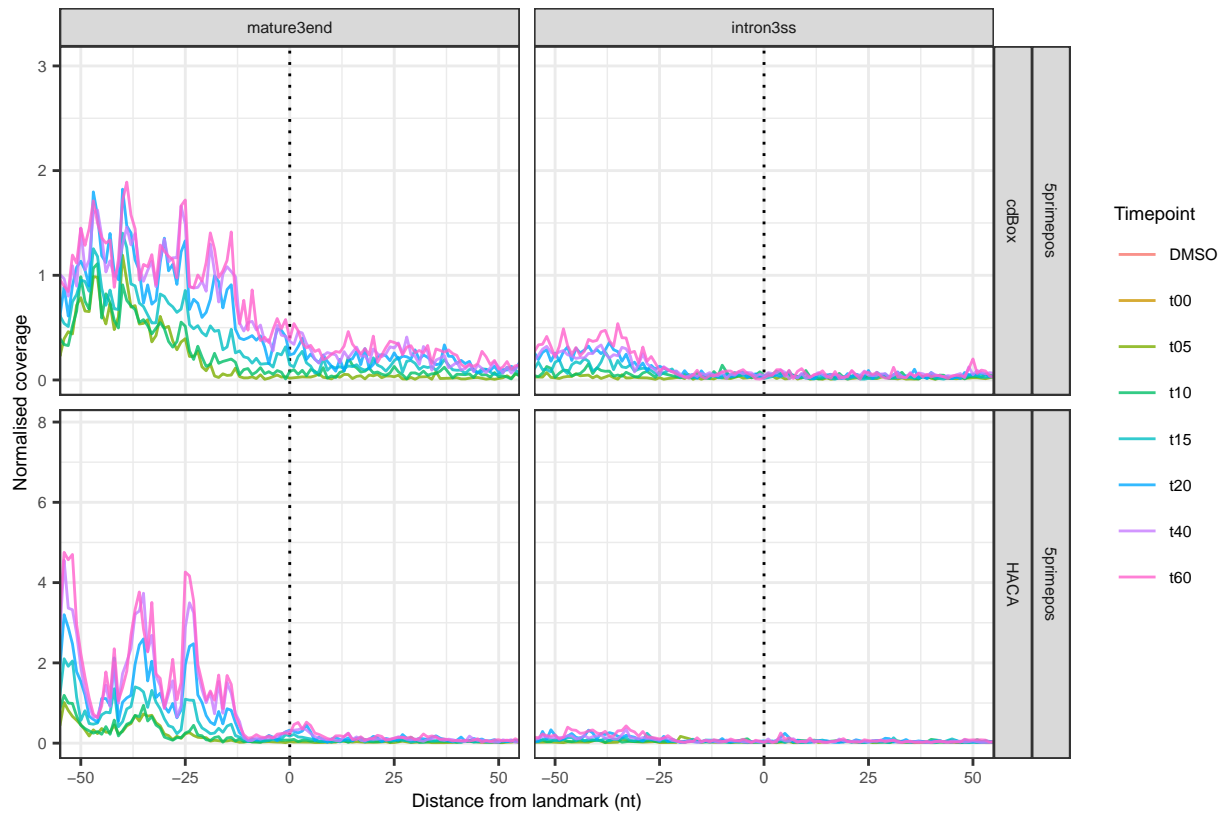 mature3end
intron3ss
3
2
1
0
cdBox
5primepos
8
6
4
2
0
HACA
5primepos
Normalised coverage
−50
−25
0
25
50
−50
−25
0
25
50
Distance from landmark (nt)
Timepoint
DMSO
t00
t05
t10
t15
t20
t40
t60